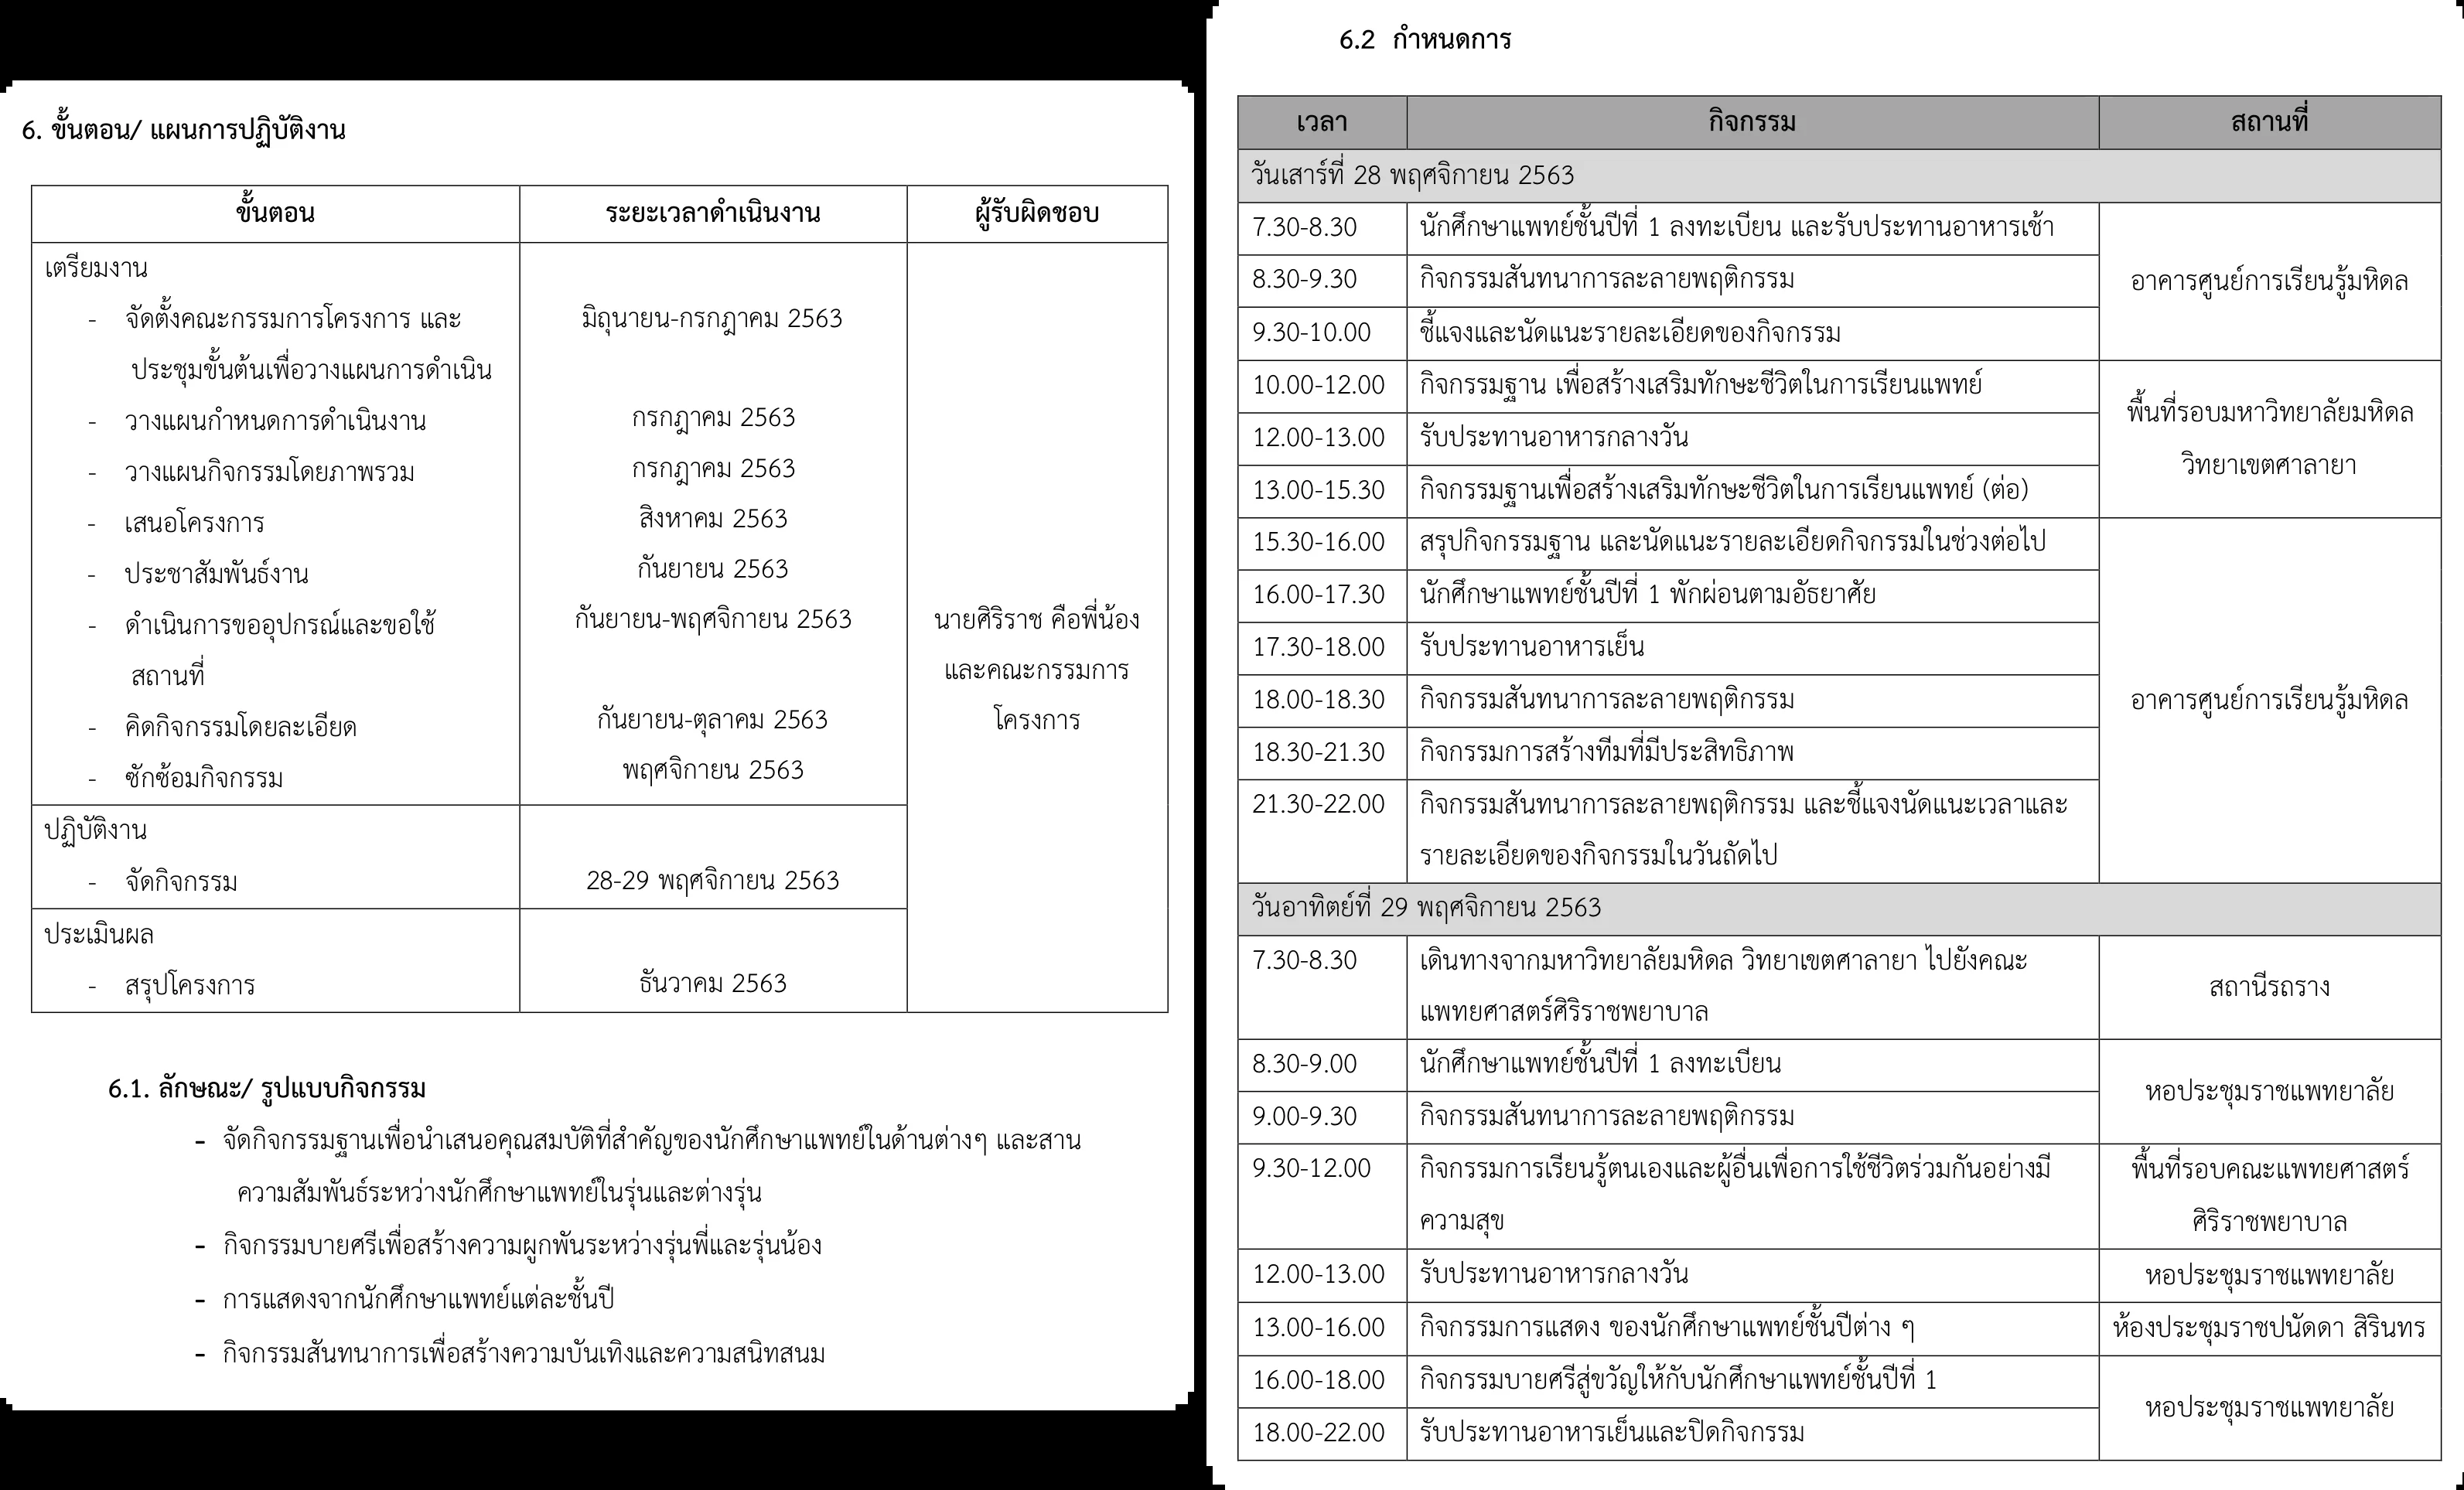 6. ขั้นตอน/ แผนการปฏิบัติงาน
ขั้นตอน ระยะเวลาดำเนินงาน ผู้รับผิดชอบ
เตรียมงาน
- จัดตั้งคณะกรรมการโครงการ และ มิถุนายน-กรกฎาคม 2563
ประชุมขั้นต้นเพื่อวางแผนการดำเนิน
- วางแผนกำหนดการดำเนินงาน กรกฎาคม 2563
- วางแผนกิจกรรมโดยภาพรวม กรกฎาคม 2563
- เสนอโครงการ สิงหาคม 2563
- ประชาสัมพันธ์งาน กันยายน 2563
- ดำเนินการขออุปกรณ์และขอใช้ กันยายน-พฤศจิกายน 2563
สถานที่
- คิดกิจกรรมโดยละเอียด กันยายน-ตุลาคม 2563
- ซักซ้อมกิจกรรม พฤศจิกายน 2563
นายศิริราช คือพี่น้อง
และคณะกรรมการ
โครงการ
ปฏิบัติงาน
- จัดกิจกรรม 28-29 พฤศจิกายน 2563
ประเมินผล
- สรุปโครงการ ธันวาคม 2563
6.1. ลักษณะ/ รูปแบบกิจกรรม
- จัดกิจกรรมฐานเพื่อนำเสนอคุณสมบัติที่สำคัญของนักศึกษาแพทย์ในด้านต่างๆ และสาน
ความสัมพันธ์ระหว่างนักศึกษาแพทย์ในรุ่นและต่างรุ่น
- กิจกรรมบายศรีเพื่อสร้างความผูกพันระหว่างรุ่นพี่และรุ่นน้อง
- การแสดงจากนักศึกษาแพทย์แต่ละชั้นปี
- กิจกรรมสันทนาการเพื่อสร้างความบันเทิงและความสนิทสนม
6.2 กำหนดการ
เวลา กิจกรรม สถานที่
วันเสาร์ที่ 28 พฤศจิกายน 2563
7.30-8.30 นักศึกษาแพทย์ชั้นปีที่ 1 ลงทะเบียน และรับประทานอาหารเช้า
8.30-9.30 กิจกรรมสันทนาการละลายพฤติกรรม อาคารศูนย์การเรียนรู้มหิดล
9.30-10.00 ชี้แจงและนัดแนะรายละเอียดของกิจกรรม
10.00-12.00 กิจกรรมฐาน เพื่อสร้างเสริมทักษะชีวิตในการเรียนแพทย์
12.00-13.00 รับประทานอาหารกลางวัน
13.00-15.30 กิจกรรมฐานเพื่อสร้างเสริมทักษะชีวิตในการเรียนแพทย์ (ต่อ)
พื้นที่รอบมหาวิทยาลัยมหิดล
วิทยาเขตศาลายา
15.30-16.00 สรุปกิจกรรมฐาน และนัดแนะรายละเอียดกิจกรรมในช่วงต่อไป
16.00-17.30 นักศึกษาแพทย์ชั้นปีที่ 1 พักผ่อนตามอัธยาศัย
17.30-18.00 รับประทานอาหารเย็น
18.00-18.30 กิจกรรมสันทนาการละลายพฤติกรรม อาคารศูนย์การเรียนรู้มหิดล
18.30-21.30 กิจกรรมการสร้างทีมที่มีประสิทธิภาพ
21.30-22.00 กิจกรรมสันทนาการละลายพฤติกรรม และชี้แจงนัดแนะเวลาและ
รายละเอียดของกิจกรรมในวันถัดไป
วันอาทิตย์ที่ 29 พฤศจิกายน 2563
7.30-8.30 เดินทางจากมหาวิทยาลัยมหิดล วิทยาเขตศาลายา ไปยังคณะ
แพทยศาสตร์ศิริราชพยาบาล
สถานีรถราง
8.30-9.00 นักศึกษาแพทย์ชั้นปีที่ 1 ลงทะเบียน
9.00-9.30 กิจกรรมสันทนาการละลายพฤติกรรม
หอประชุมราชแพทยาลัย
9.30-12.00 กิจกรรมการเรียนรู้ตนเองและผู้อื่นเพื่อการใช้ชีวิตร่วมกันอย่างมี พื้นที่รอบคณะแพทยศาสตร์
ความสุข ศิริราชพยาบาล
12.00-13.00 รับประทานอาหารกลางวัน หอประชุมราชแพทยาลัย
13.00-16.00 กิจกรรมการแสดง ของนักศึกษาแพทย์ชั้นปีต่าง ๆ ห้องประชุมราชปนัดดา สิรินทร
16.00-18.00 กิจกรรมบายศรีสู่ขวัญให้กับนักศึกษาแพทย์ชั้นปีที่ 1
18.00-22.00 รับประทานอาหารเย็นและปิดกิจกรรม
หอประชุมราชแพทยาลัย